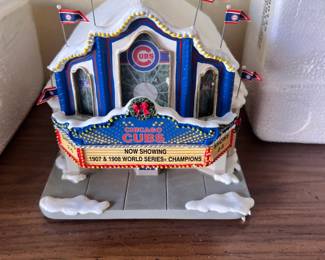 CUBS
CHICAGO
CUBS
NOW SHOWING
1907 & 1908 WORLD SERIES CHAMPIONS